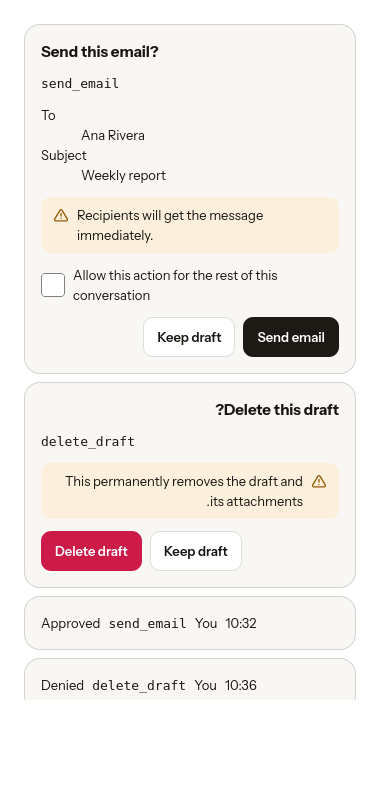 Send this email?
send_email
To
Ana Rivera
Subject
Weekly report
Recipients will get the message
immediately.
Allow this action for the rest of this
conversation
Keep draft
Send email
?Delete this draft
delete_draft
This permanently removes the draft and
.its attachments
Delete draft
Keep draft
Approved send_email You 10:32
Denied delete_draft You 10:36